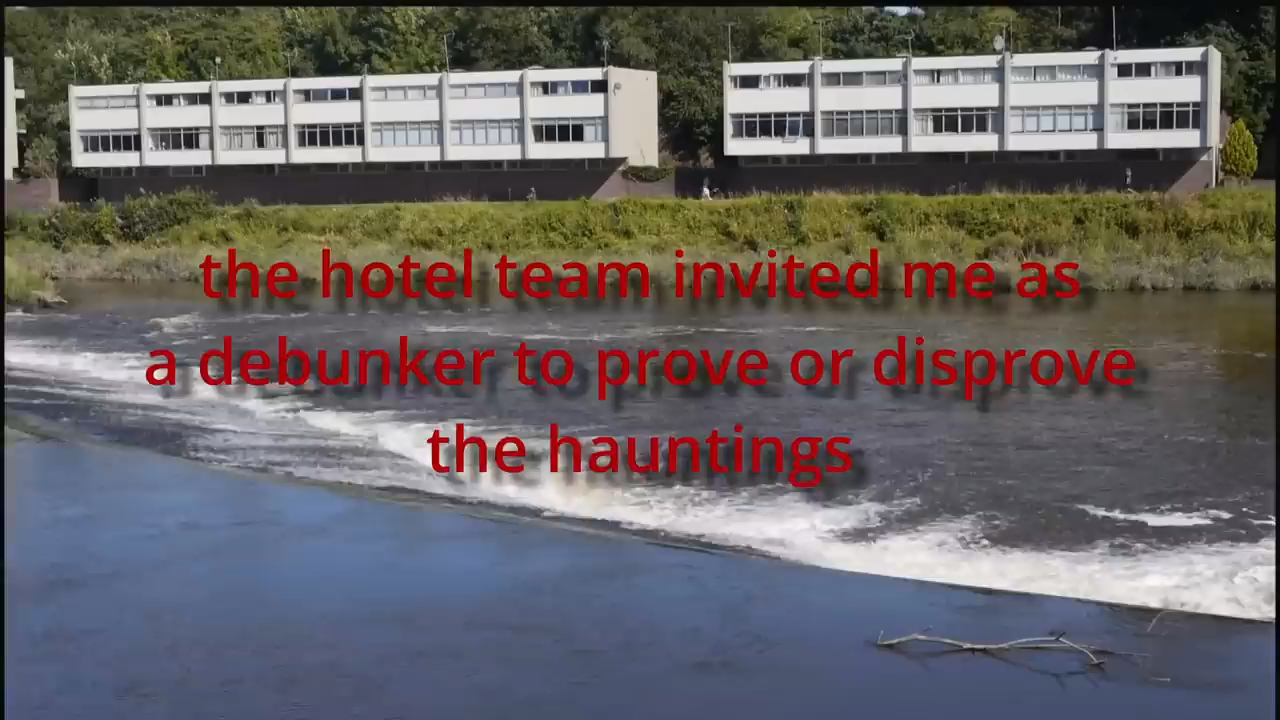 the hotel team invited me as
a debunker to prove or disprove
the hauntings